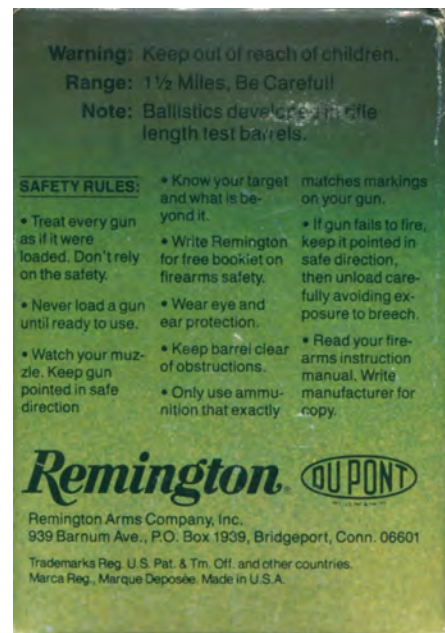 Warning: Keep out of reach of children.
Range: 1½ Miles, Be Careful!
Note: Ballistics developed in rifle
length test barrels.
SAFETY RULES:
• Treat every gun
as if it were
loaded. Don't rely
on the safety.
• Never load a gun
until ready to use.
• Watch your muz-
zle. Keep gun
pointed in safe
direction
• Know your target
and what is be-
yond it.
• Write Remington
for free booklet on
firearms safety.
• Wear eye and
ear protection.
• Keep barrel clear
of obstructions.
• Only use ammu-
nition that exactly
matches markings
on your gun.
• If gun fails to fire,
keep it pointed in
safe direction,
then unload care-
fully avoiding ex-
posure to breech.
• Read your fire-
arms instruction
manual. Write
manufacturer for
copy.
Remington®
DU PONT
Remington Arms Company, Inc.
939 Barnum Ave., P.O. Box 1939, Bridgeport, Conn. 06601
Trademarks Reg. U.S. Pat. & Tm. Off. and other countries.
Marca Reg., Marque Deposée. Made in U.S.A.